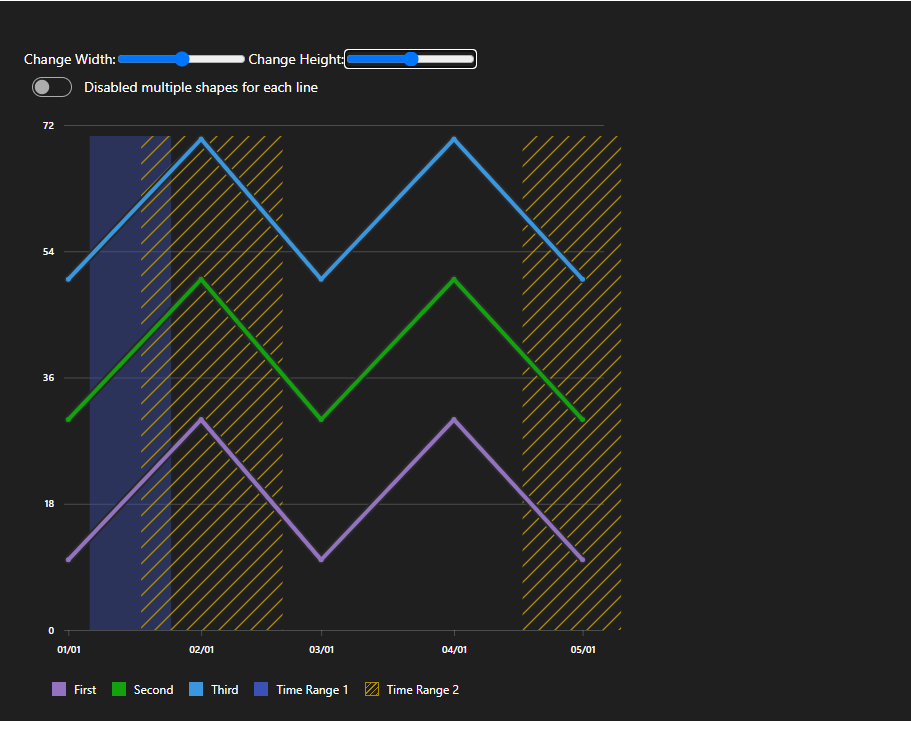 Change Width: Change Height:
Disabled multiple shapes for each line
72
54
36
18
0
01/01 02/01 03/01 04/01 05/01
First Second Third Time Range 1 Time Range 2